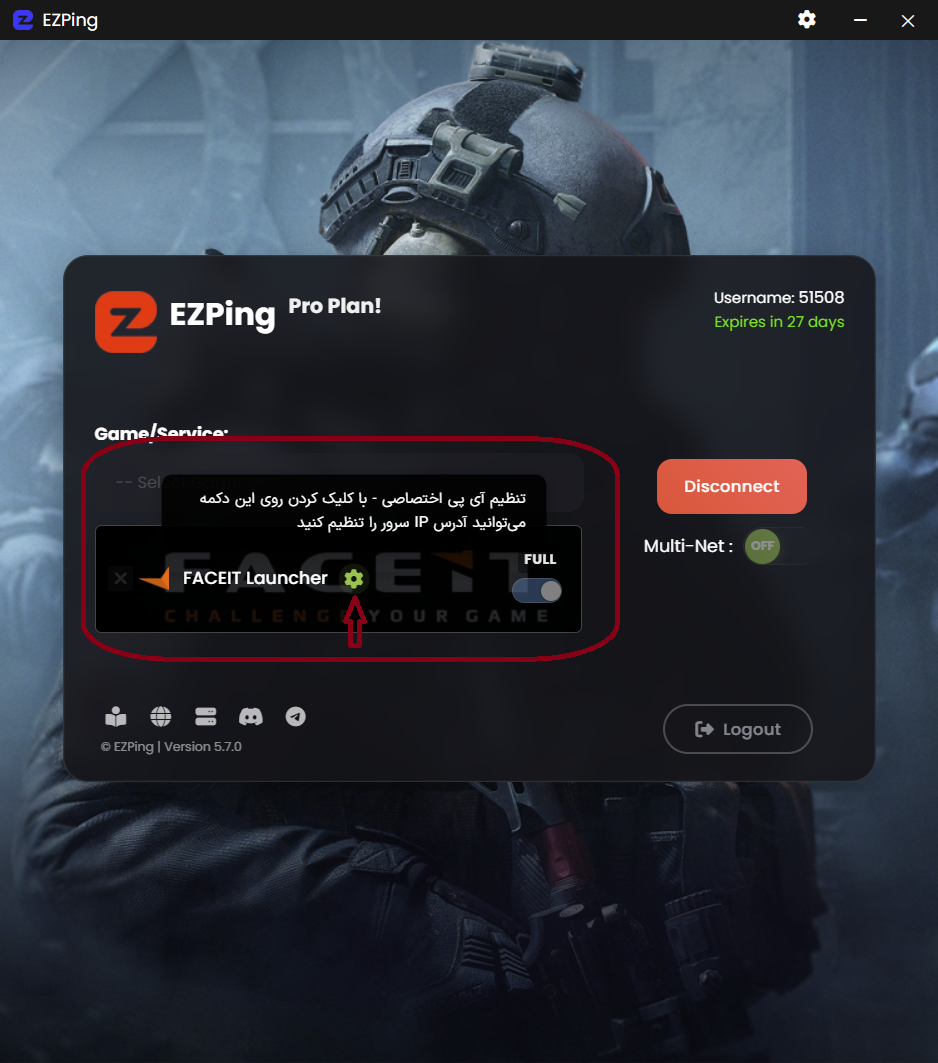 EZPing
EZPing Pro Plan!
Username: 51508
Expires in 27 days
Game/Service:
-- Select Game
تنظیم آی پی اختصاصی - با کلیک کردن روی این دکمه
می‌توانید آدرس IP سرور را تنظیم کنید
Disconnect
Multi-Net : OFF
FACEIT
FULL
FACEIT Launcher
CHALLENGE YOUR GAME
© EZPing | Version 5.7.0
Logout